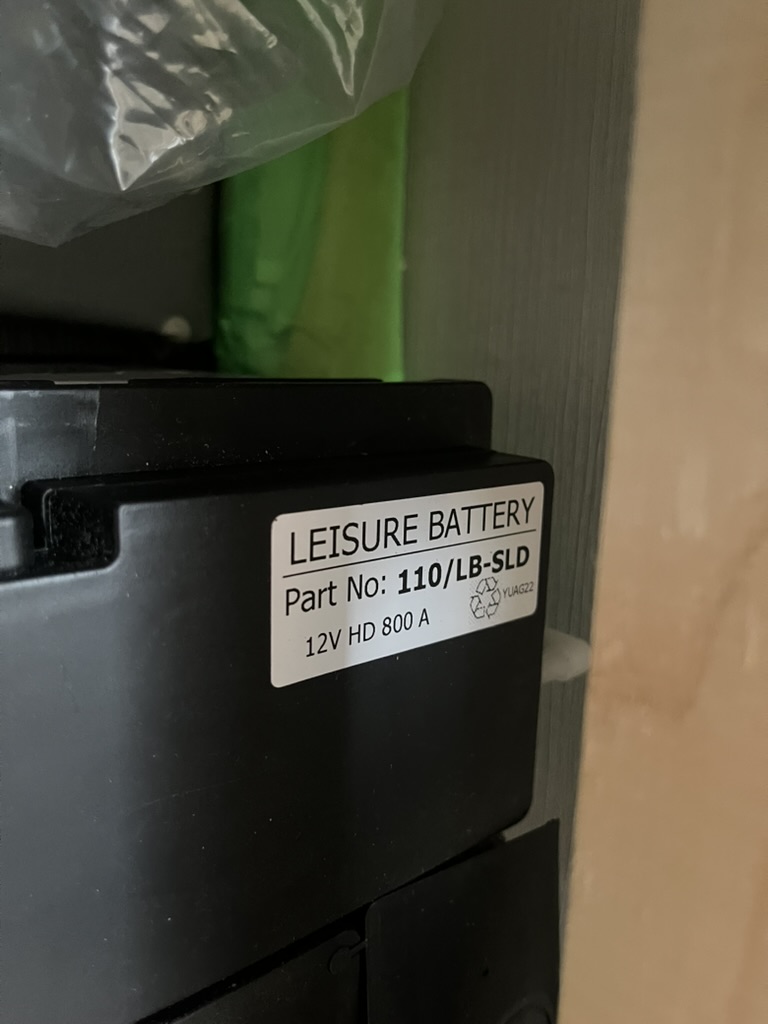 LEISURE BATTERY
Part No: 110/LB-SLD
YUAG22
12V HD 800 A